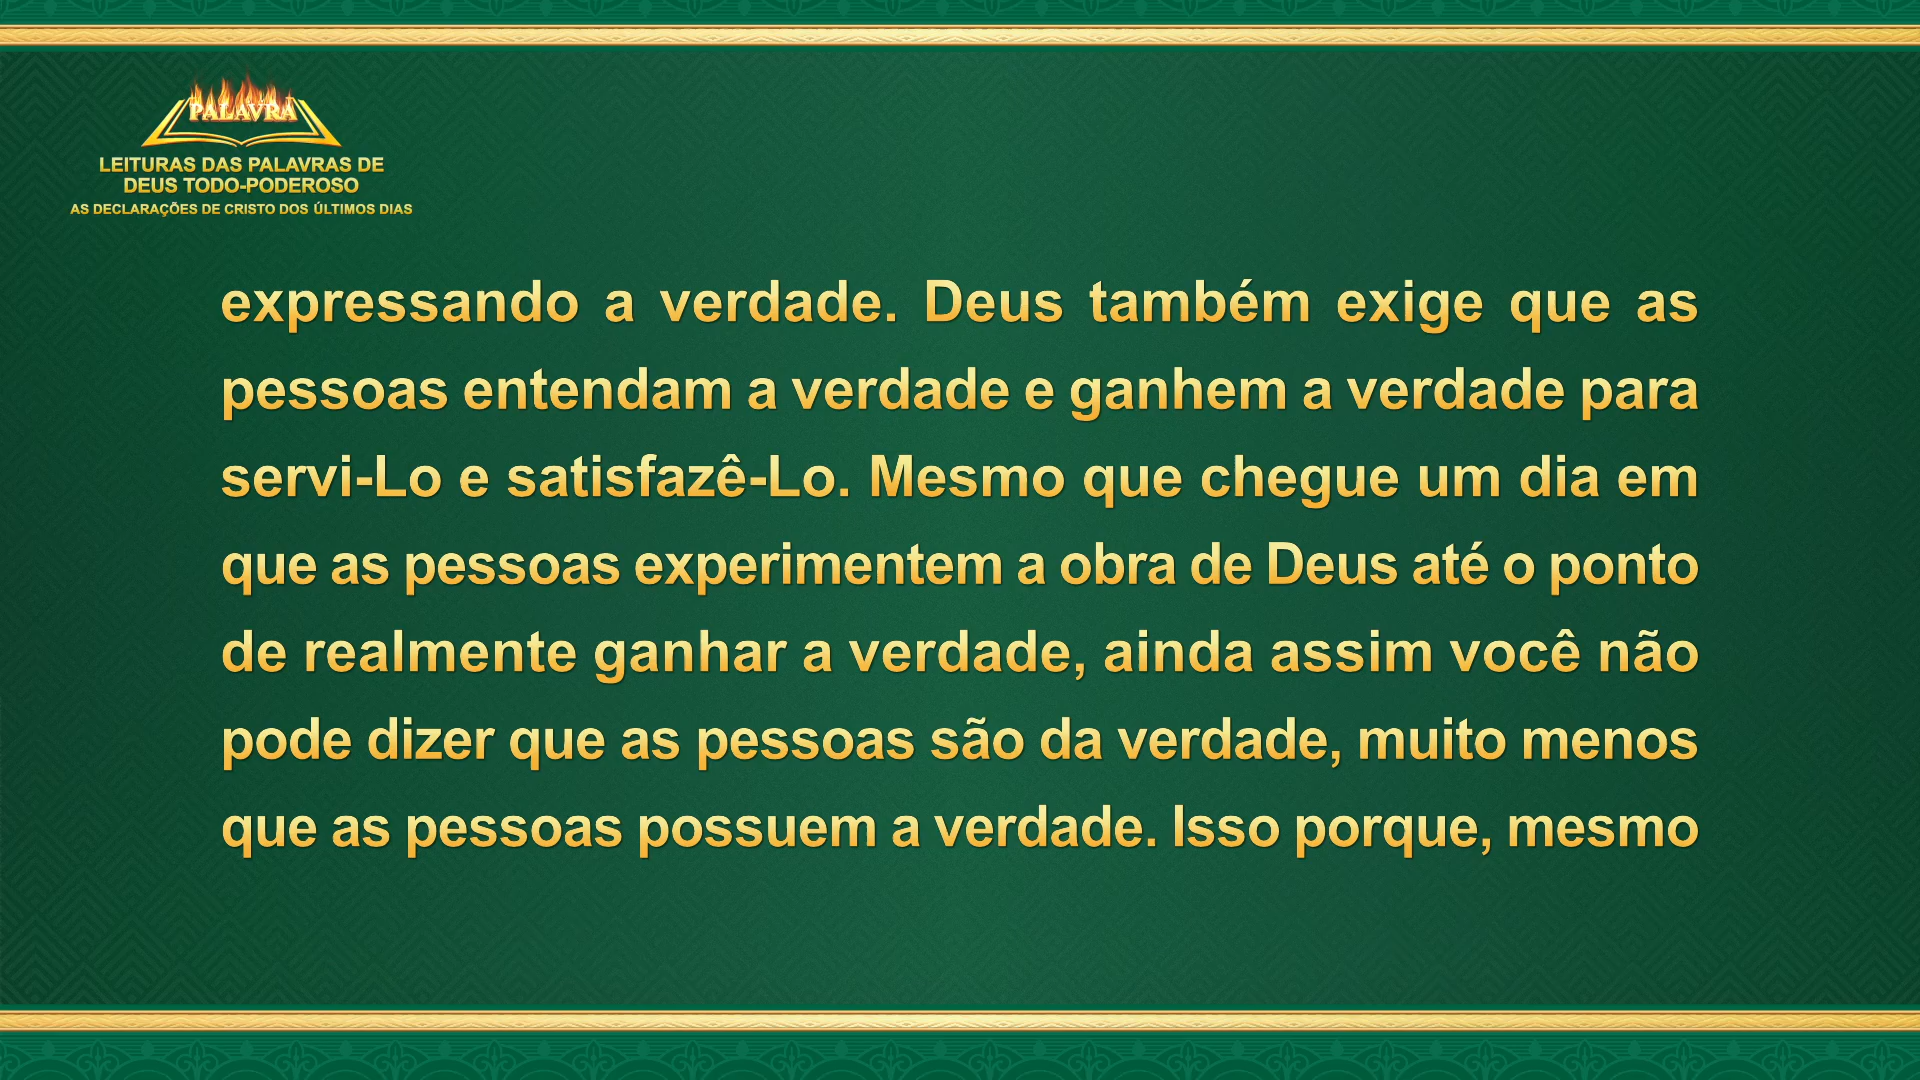 PALAVRA
LEITURAS DAS PALAVRAS DE
DEUS TODO-PODEROSO
AS DECLARAÇÕES DE CRISTO DOS ÚLTIMOS DIAS
expressando a verdade. Deus também exige que as
pessoas entendam a verdade e ganhem a verdade para
servi-Lo e satisfazê-Lo. Mesmo que chegue um dia em
que as pessoas experimentem a obra de Deus até o ponto
de realmente ganhar a verdade, ainda assim você não
pode dizer que as pessoas são da verdade, muito menos
que as pessoas possuem a verdade. Isso porque, mesmo